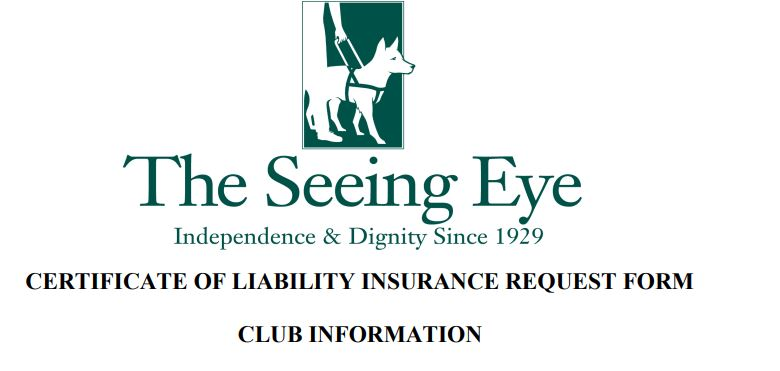 The Seeing Eye
Independence & Dignity Since 1929
CERTIFICATE OF LIABILITY INSURANCE REQUEST FORM
CLUB INFORMATION